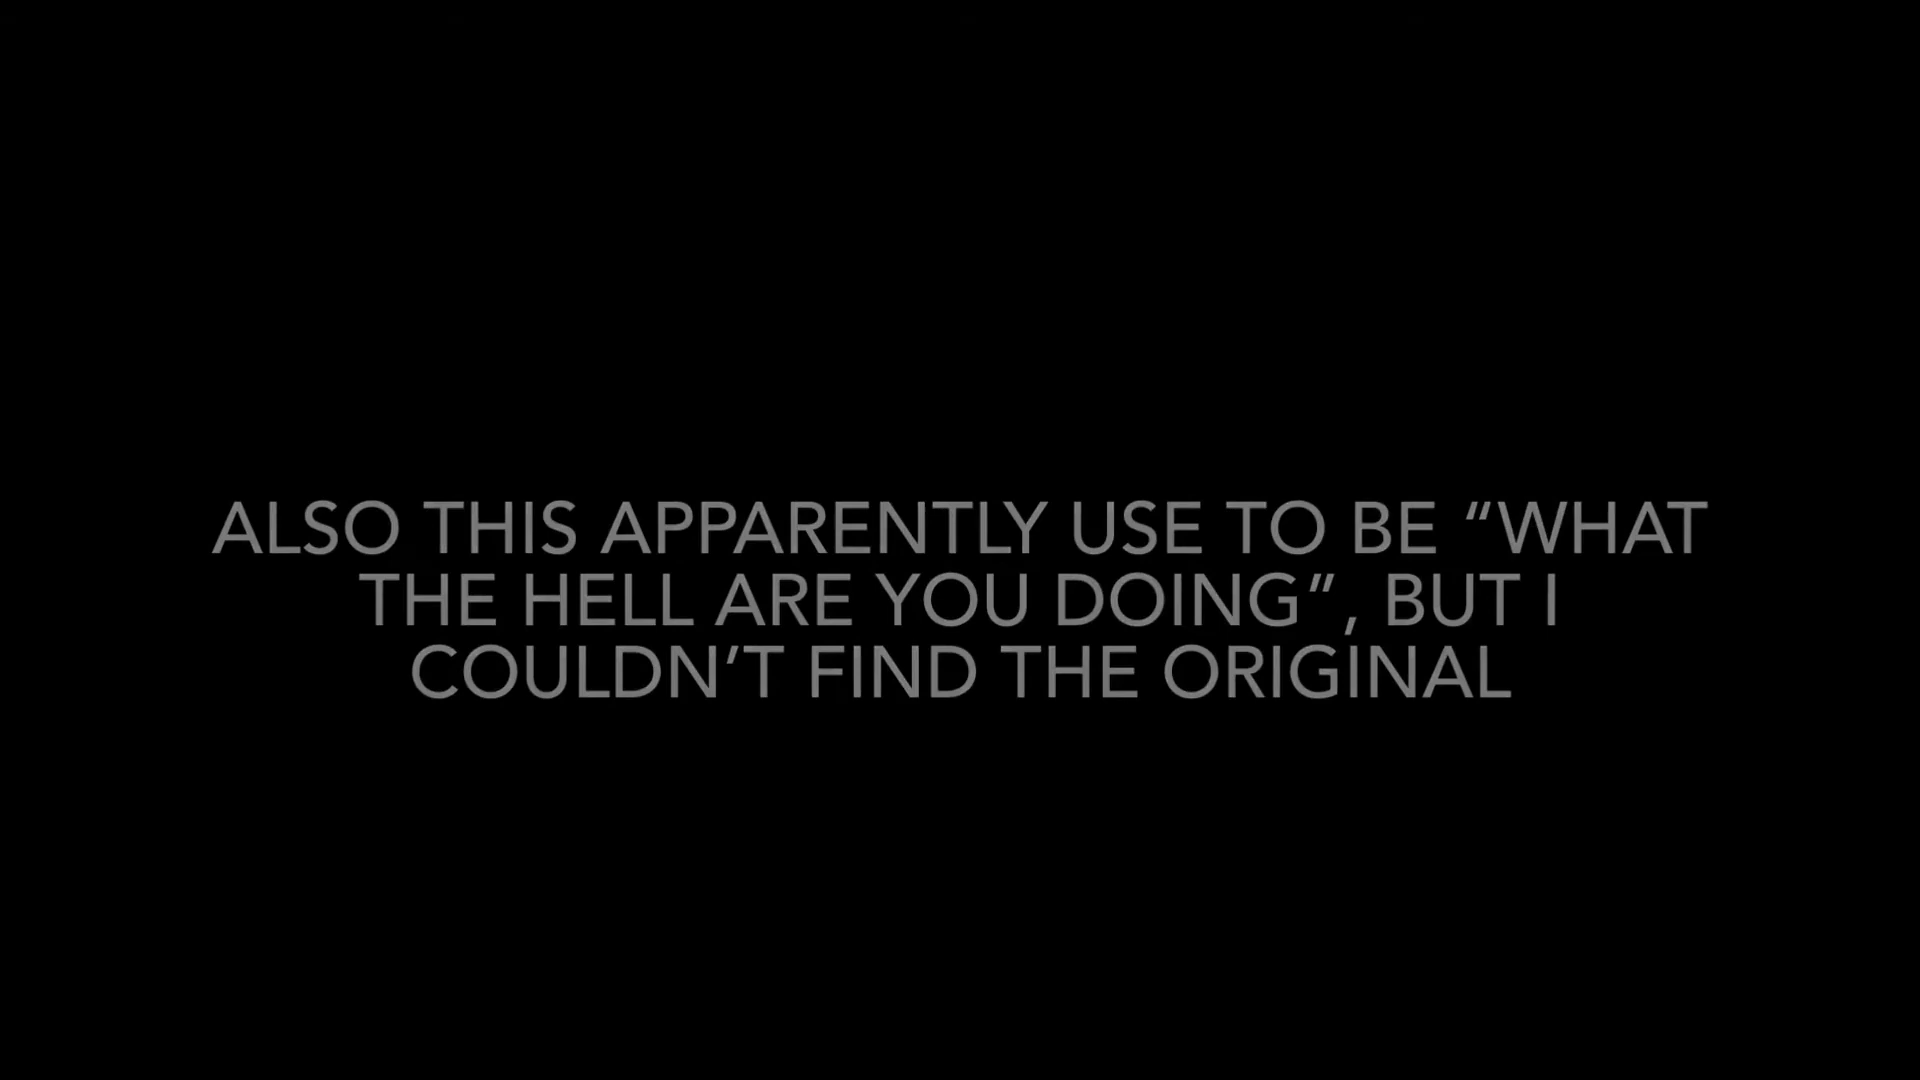 ALSO THIS APPARENTLY USE TO BE “WHAT
THE HELL ARE YOU DOING”, BUT I
COULDN’T FIND THE ORIGINAL